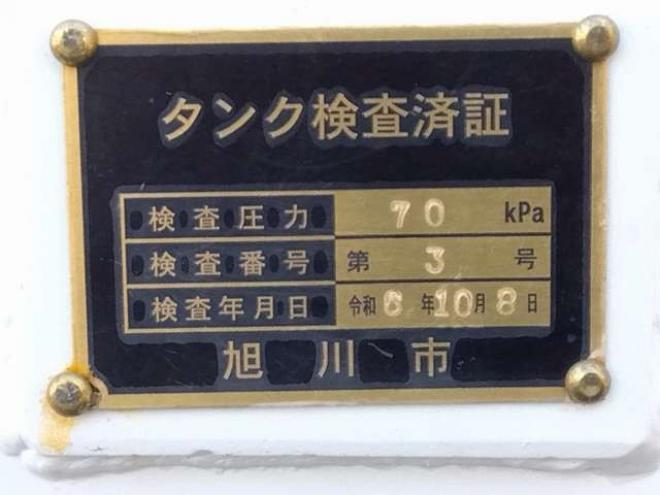 タンク検査済証
検査圧力 70 kPa
検査番号 第 3 号
検査年月日 令和 6 年 10 月 8 日
旭川市